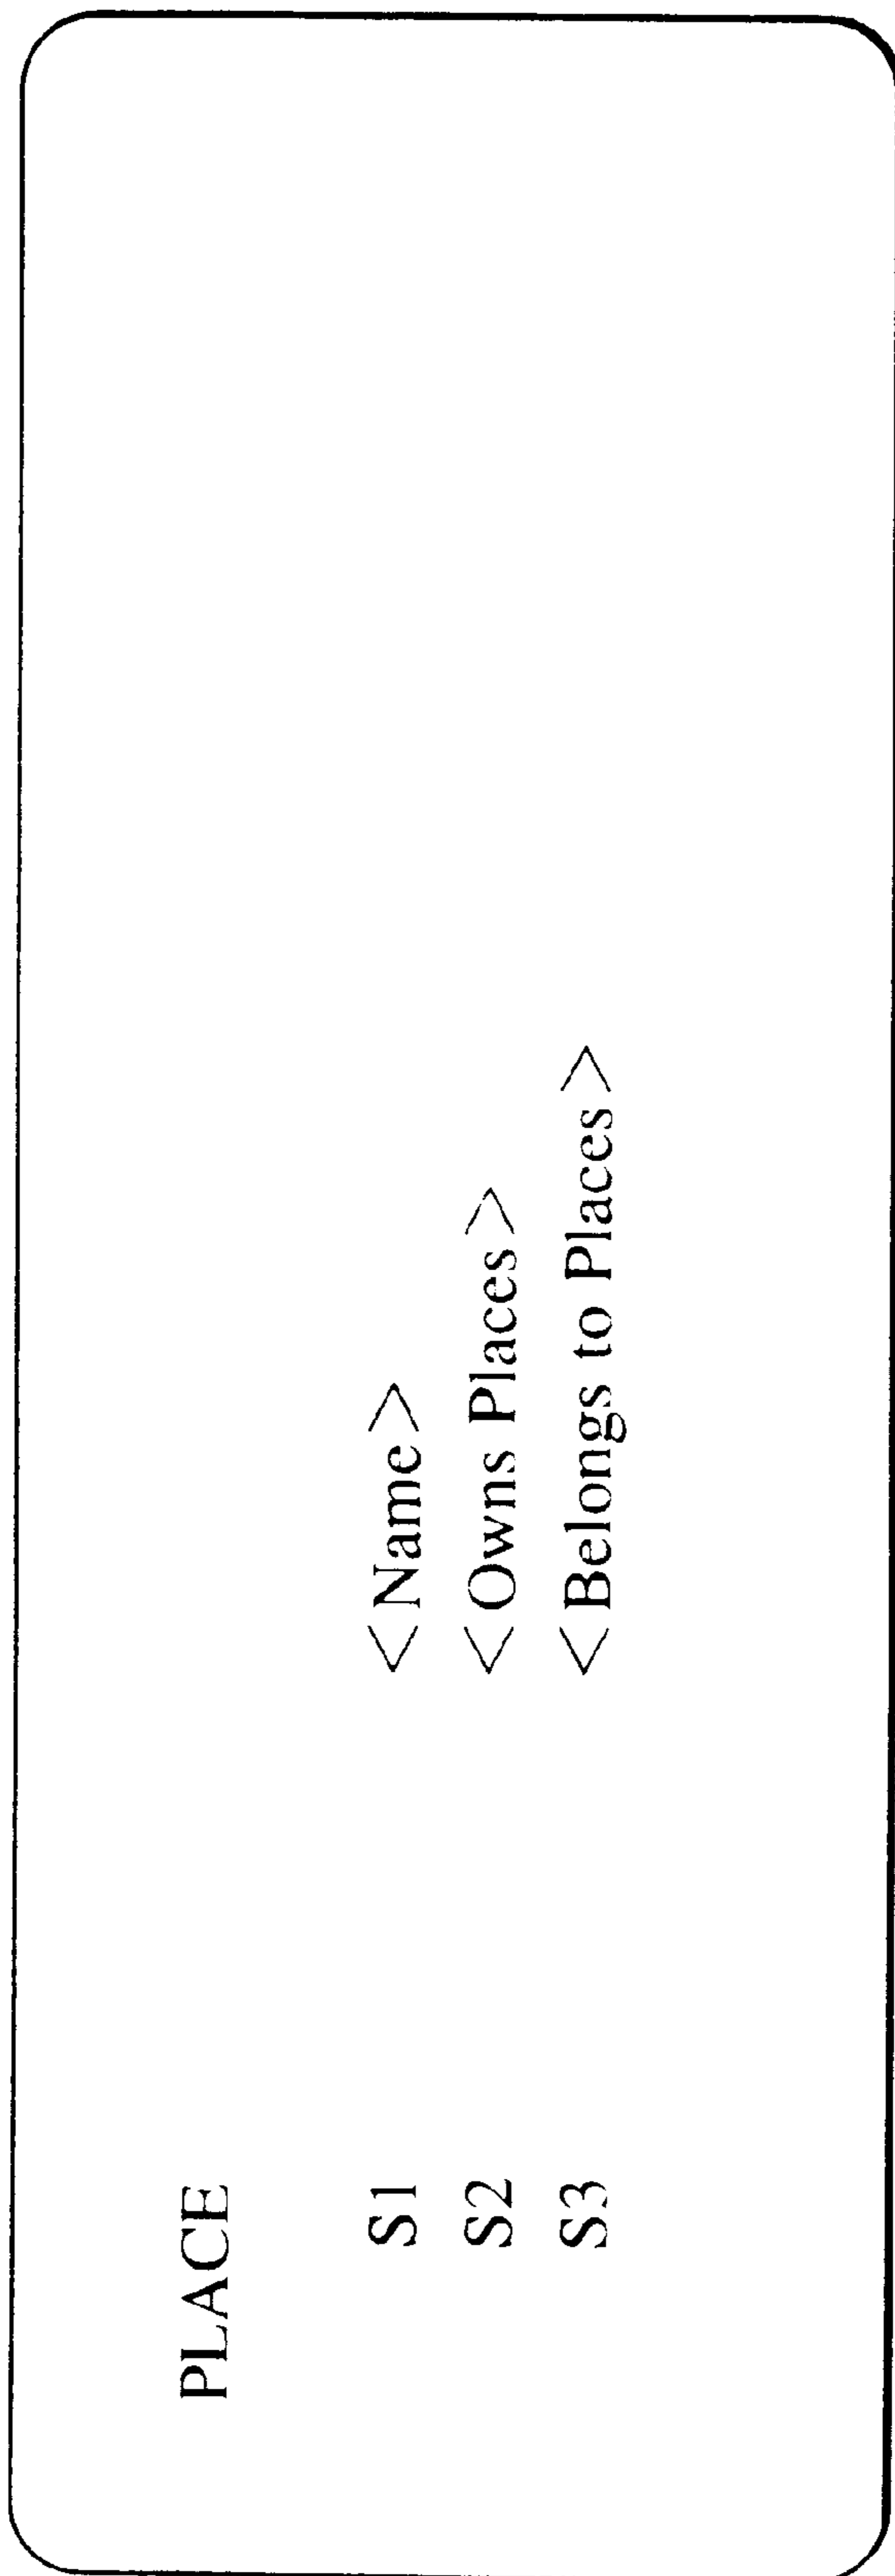 PLACE
S1 <Name>
S2 <Owns Places>
S3 <Belongs to Places>